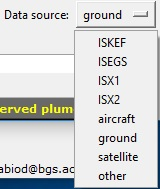 Data source: ground
ISKEF
ISEGS
ISX1
ISX2
aircraft
ground
satellite
other
erved plum
abiod@bgs.ac